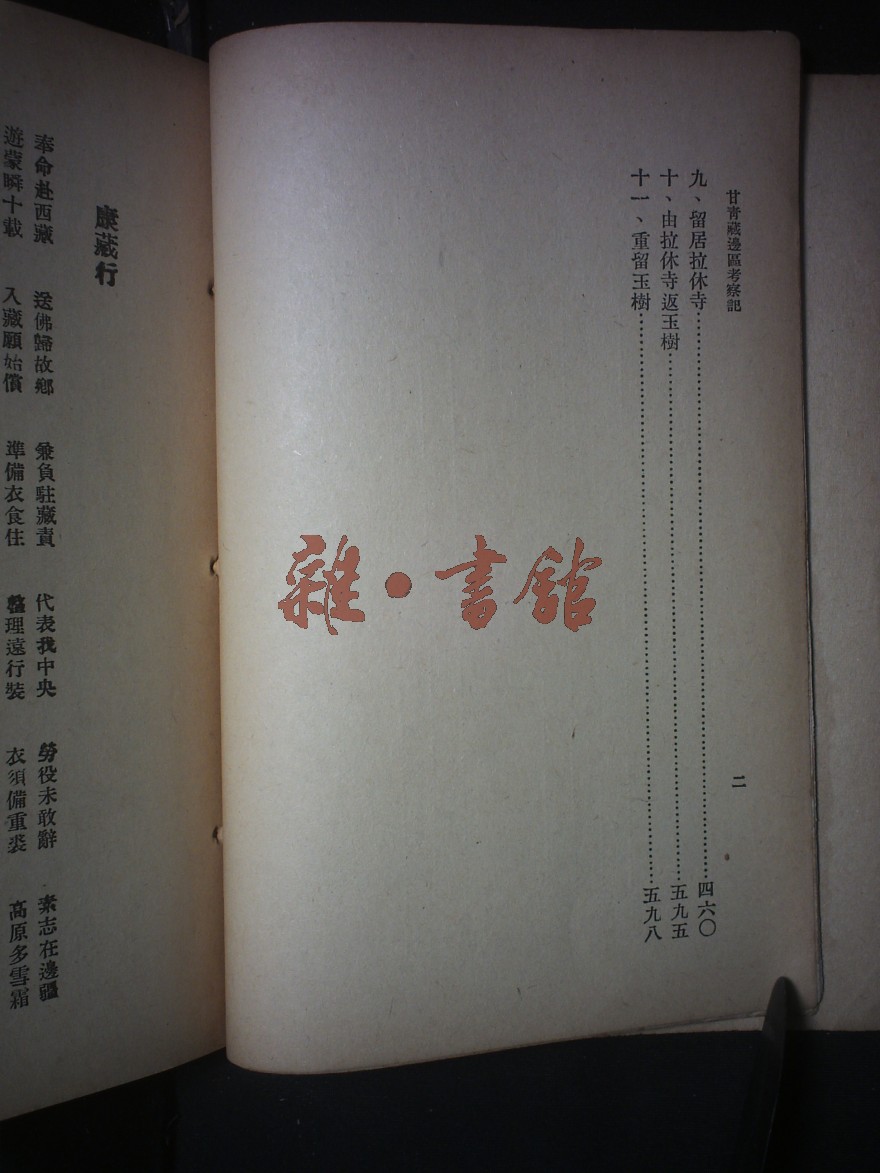 甘青藏邊區考察記
二
九、留居拉休寺……四六〇
十、由拉休寺返玉樹……五九五
十一、重留玉樹……五九八
雜·書館
康藏行
奉命赴西藏 送佛歸故鄉 兼負駐藏責 代表我中央 勞役未敢辭 素志在邊疆
遊蒙瞬十載 入藏願始償 準備衣食住 整理遠行裝 衣須備重裘 高原多雪霜